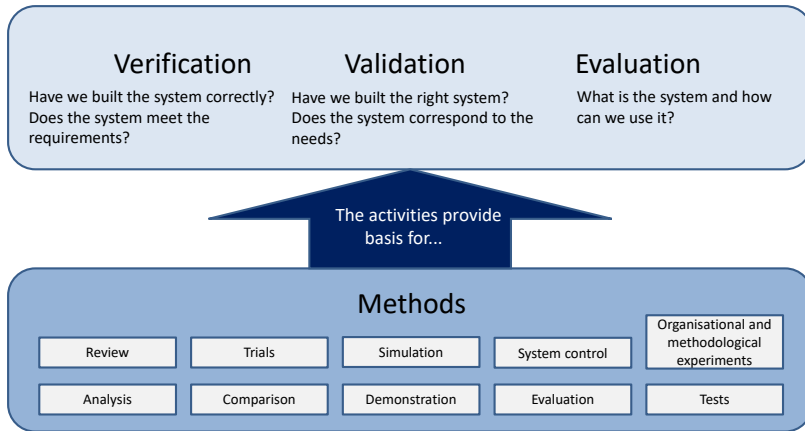 Verification
Have we built the system correctly?
Does the system meet the
requirements?
Validation
Have we built the right system?
Does the system correspond to the
needs?
Evaluation
What is the system and how
can we use it?
The activities provide
basis for...
Methods
Review
Trials
Simulation
System control
Organisational and
methodological
experiments
Analysis
Comparison
Demonstration
Evaluation
Tests